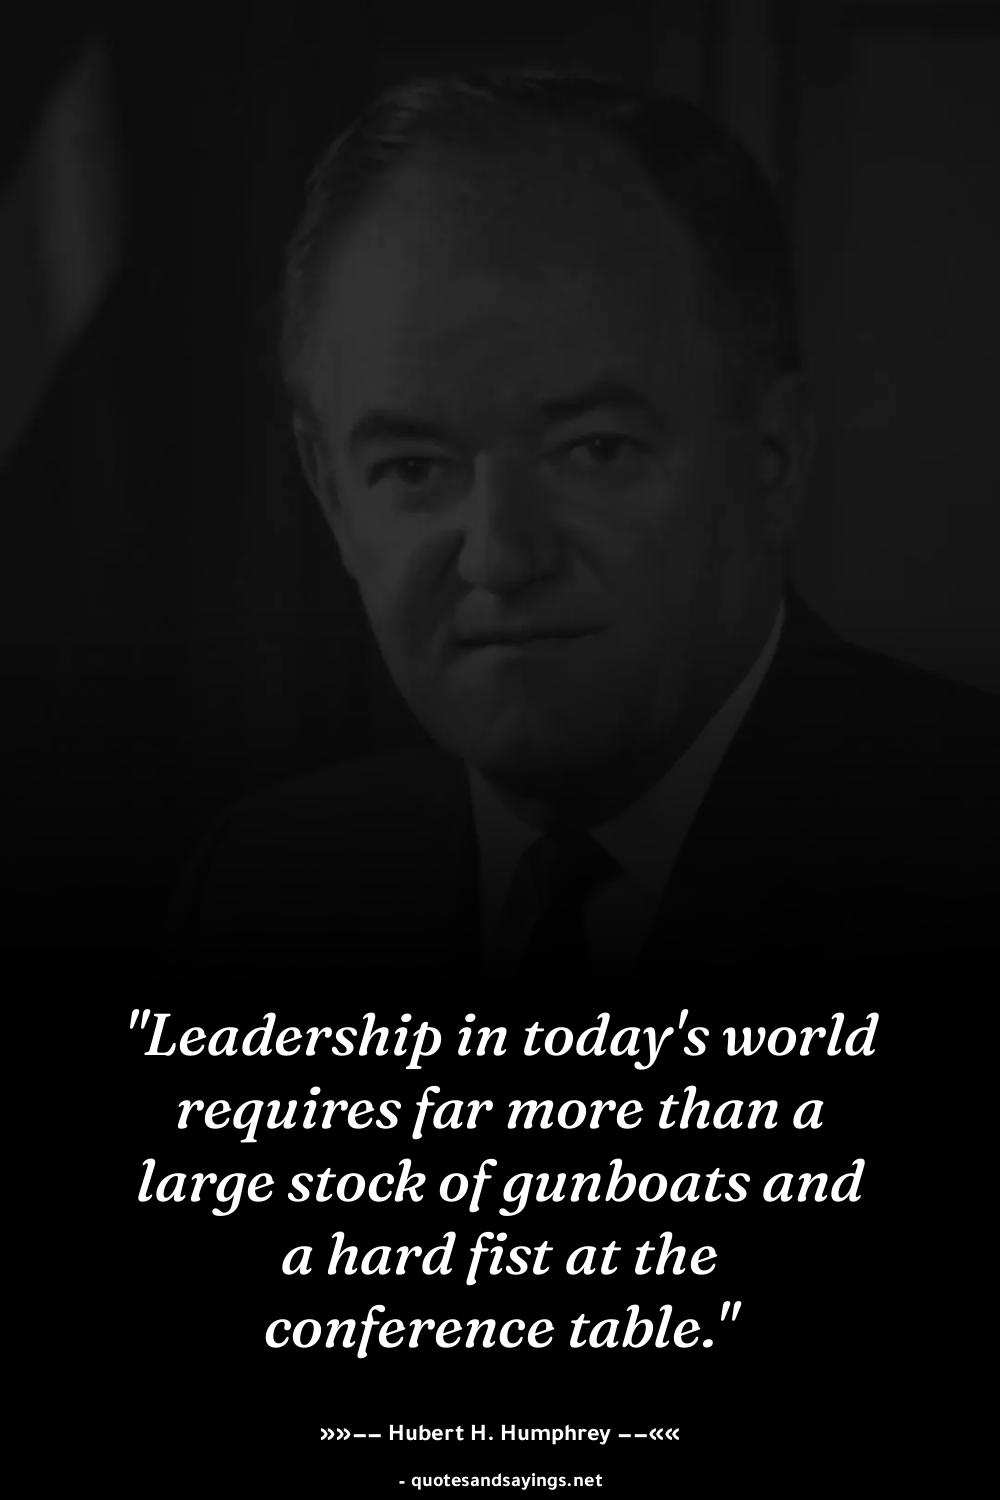 "Leadership in today's world
requires far more than a
large stock of gunboats and
a hard fist at the
conference table."
»»−− Hubert H. Humphrey −−««
- quotesandsayings.net